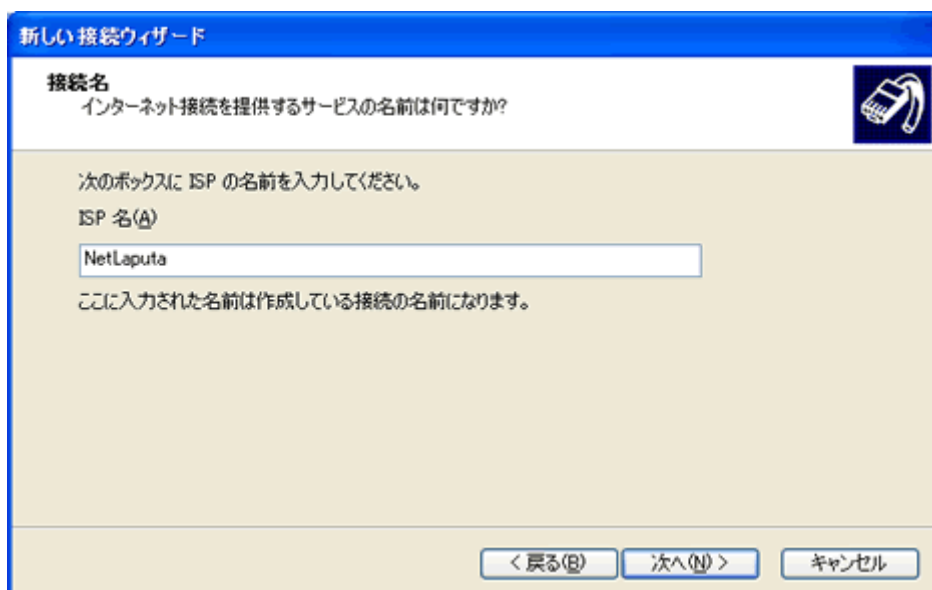 新しい接続ウィザード
接続名
インターネット接続を提供するサービスの名前は何ですか?
次のボックスに ISP の名前を入力してください。
ISP 名(A)
NetLaputa
ここに入力された名前は作成している接続の名前になります。
< 戻る(B) 次へ(N) > キャンセル